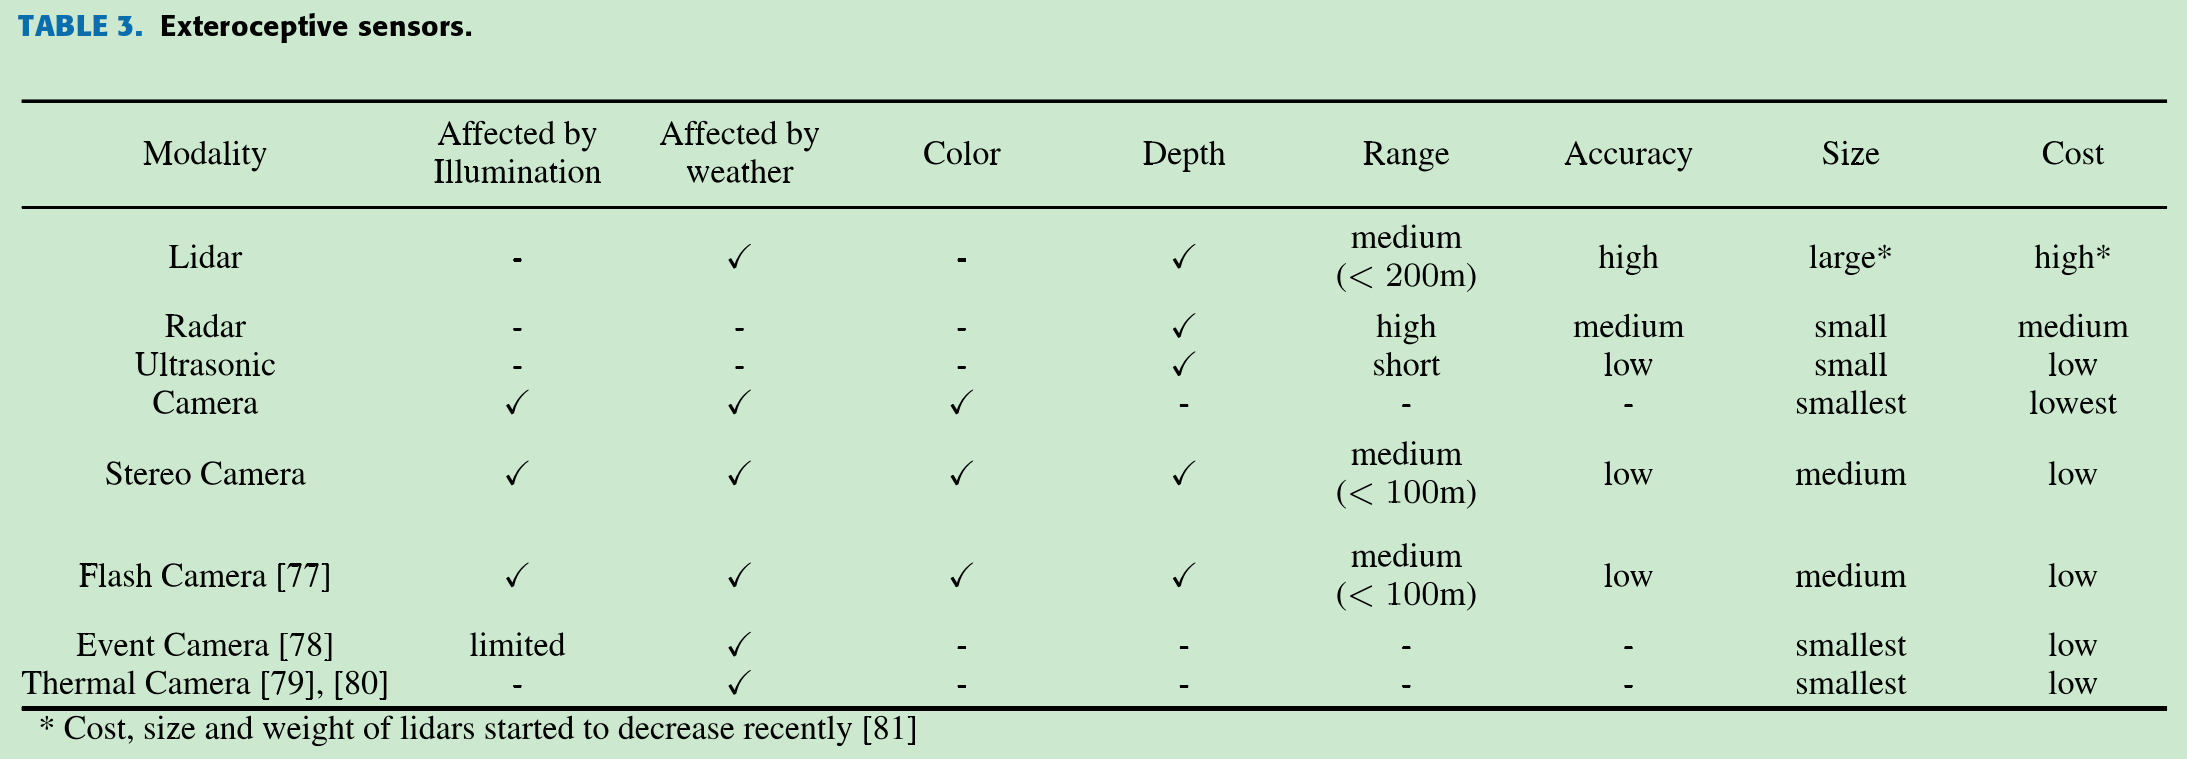 TABLE 3. Exteroceptive sensors.
Modality Affected by Illumination Affected by weather Color Depth Range Accuracy Size Cost
Lidar - ✓ - ✓ medium (< 200m) high large* high*
Radar - - - ✓ high medium small medium
Ultrasonic - - - ✓ short low small low
Camera ✓ ✓ ✓ - - - smallest lowest
Stereo Camera ✓ ✓ ✓ ✓ medium (< 100m) low medium low
Flash Camera [77] ✓ ✓ ✓ ✓ medium (< 100m) low medium low
Event Camera [78] limited ✓ - - - - smallest low
Thermal Camera [79], [80] - ✓ - - - - smallest low
* Cost, size and weight of lidars started to decrease recently [81]